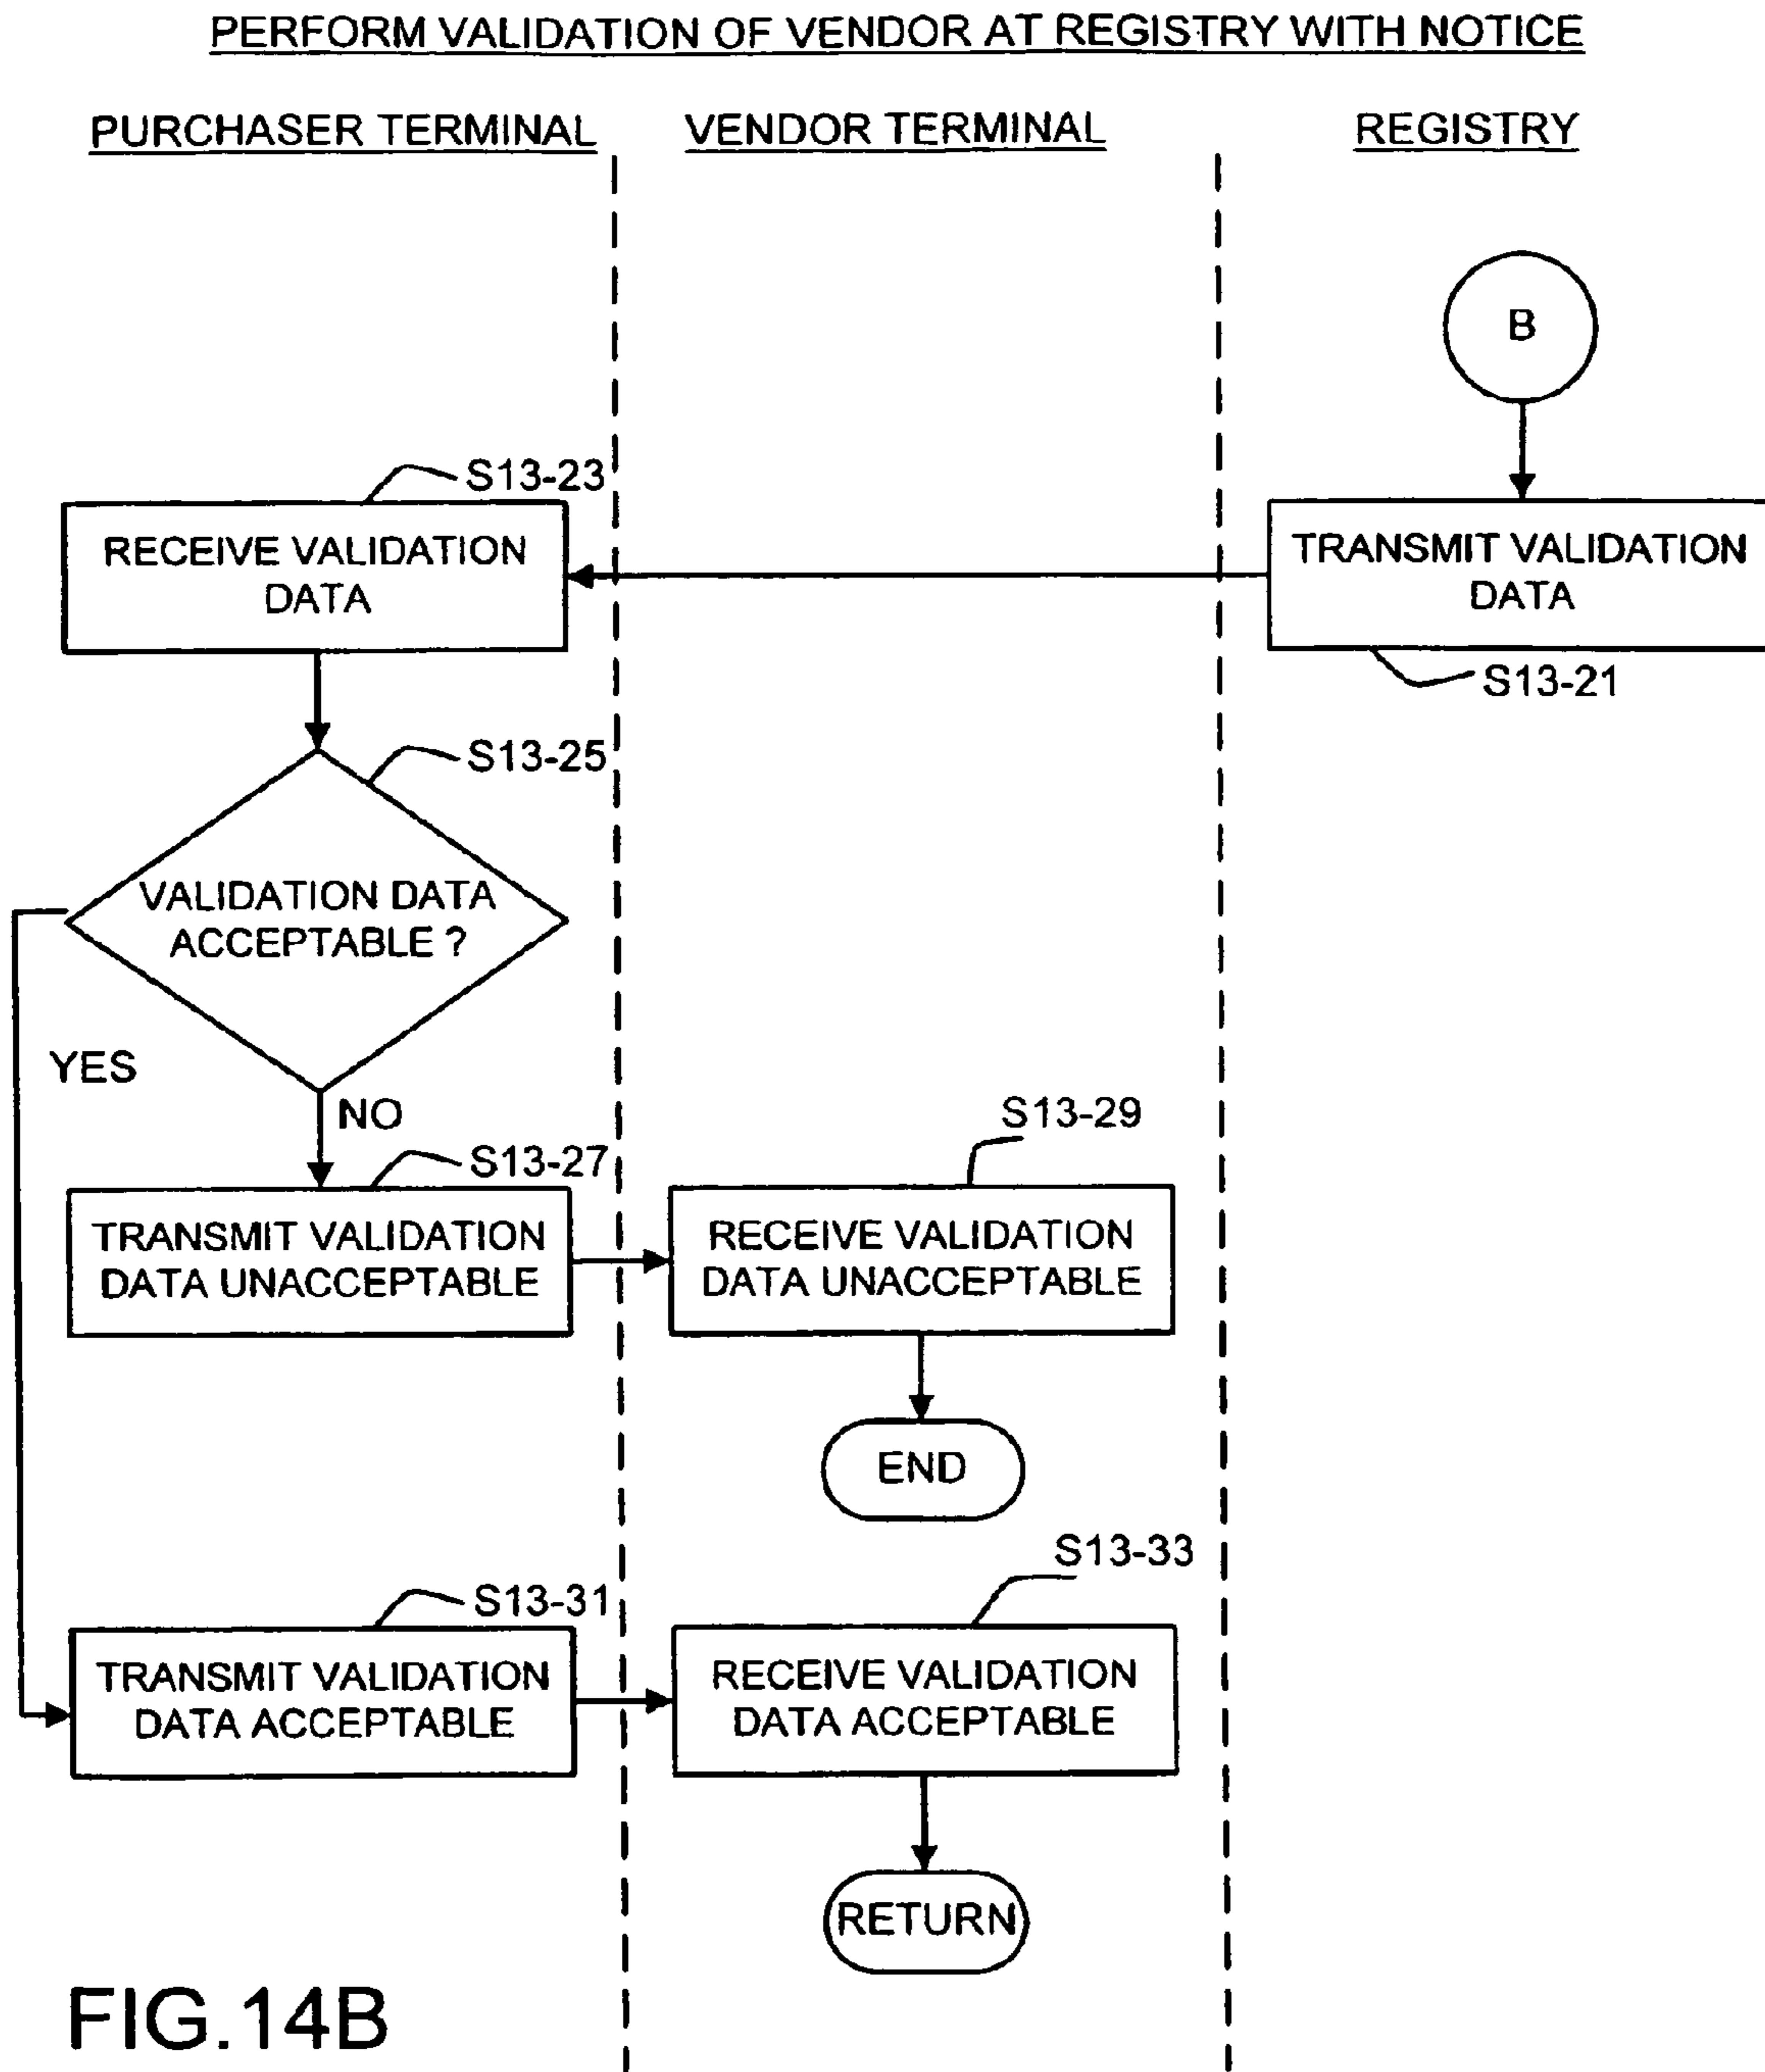 PERFORM VALIDATION OF VENDOR AT REGISTRY WITH NOTICE
PURCHASER TERMINAL
VENDOR TERMINAL
REGISTRY
B
S13-23
RECEIVE VALIDATION
DATA
TRANSMIT VALIDATION
DATA
S13-21
S13-25
VALIDATION DATA
ACCEPTABLE ?
YES
NO
S13-27
TRANSMIT VALIDATION
DATA UNACCEPTABLE
S13-29
RECEIVE VALIDATION
DATA UNACCEPTABLE
END
S13-31
TRANSMIT VALIDATION
DATA ACCEPTABLE
S13-33
RECEIVE VALIDATION
DATA ACCEPTABLE
RETURN
FIG.14B